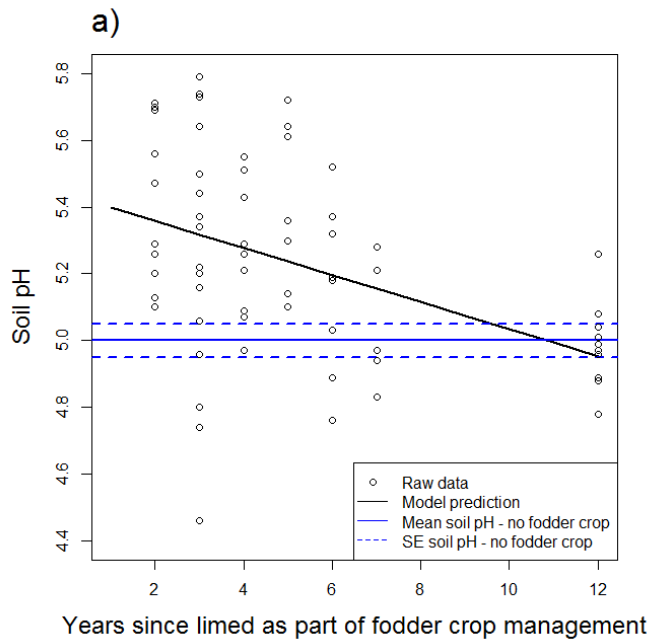 a)
5.8
5.6
5.4
5.2
5.0
4.8
4.6
4.4
Soil pH
2 4 6 8 10 12
Years since limed as part of fodder crop management
Raw data
Model prediction
Mean soil pH - no fodder crop
SE soil pH - no fodder crop